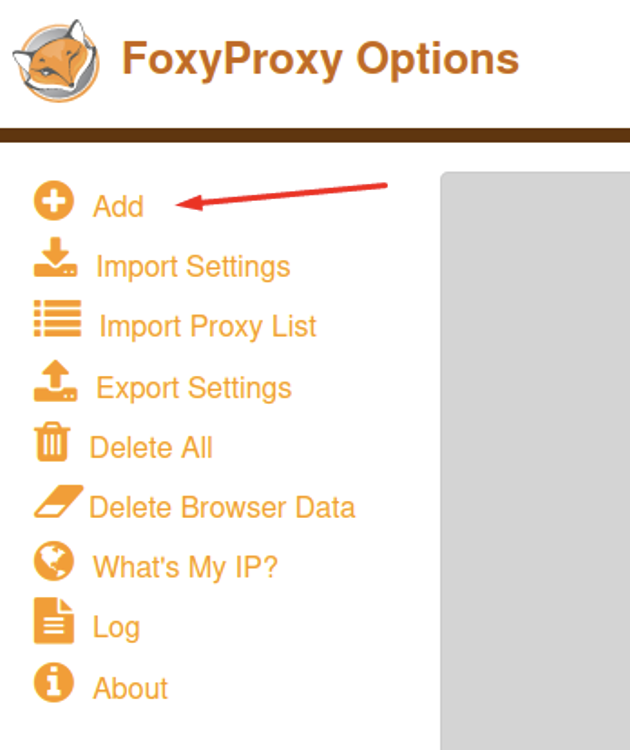 FoxyProxy Options
Add
Import Settings
Import Proxy List
Export Settings
Delete All
Delete Browser Data
What's My IP?
Log
About